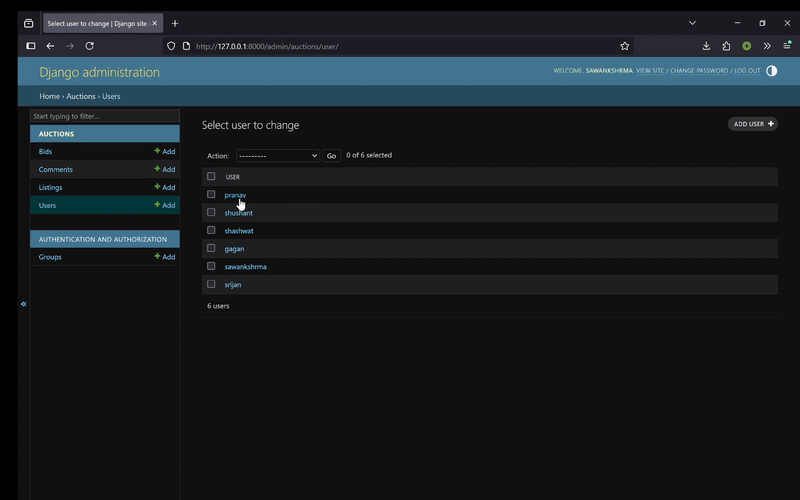 Select user to change | Django site
http://127.0.0.1:8000/admin/auctions/user/
Django administration
WELCOME, SAWANKSHRMA. VIEW SITE / CHANGE PASSWORD / LOG OUT
Home › Auctions › Users
Start typing to filter...
AUCTIONS
Bids + Add
Comments + Add
Listings + Add
Users + Add
AUTHENTICATION AND AUTHORIZATION
Groups + Add
«
Select user to change
ADD USER +
Action: --------- Go 0 of 6 selected
USER
pranav
shushant
shashwat
gagan
sawankshrma
srijan
6 users